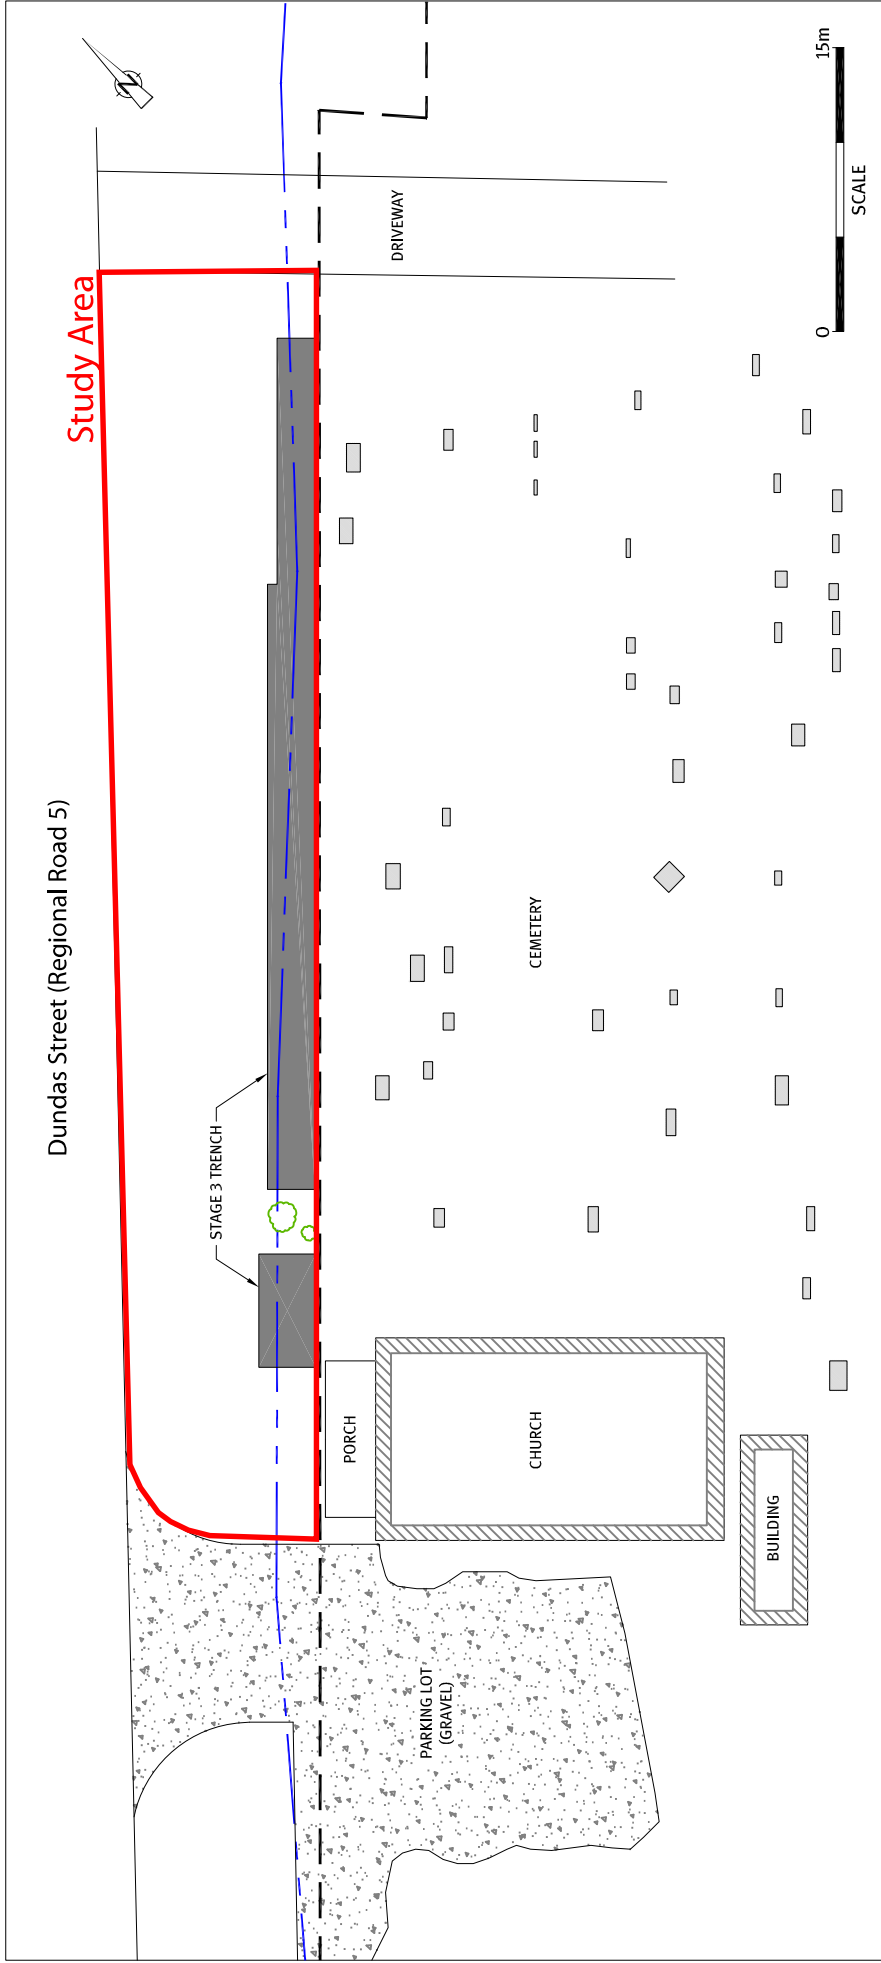 Dundas Street (Regional Road 5)
Study Area
STAGE 3 TRENCH
DRIVEWAY
CEMETERY
PORCH
CHURCH
BUILDING
PARKING LOT
(GRAVEL)
N
0
15m
SCALE